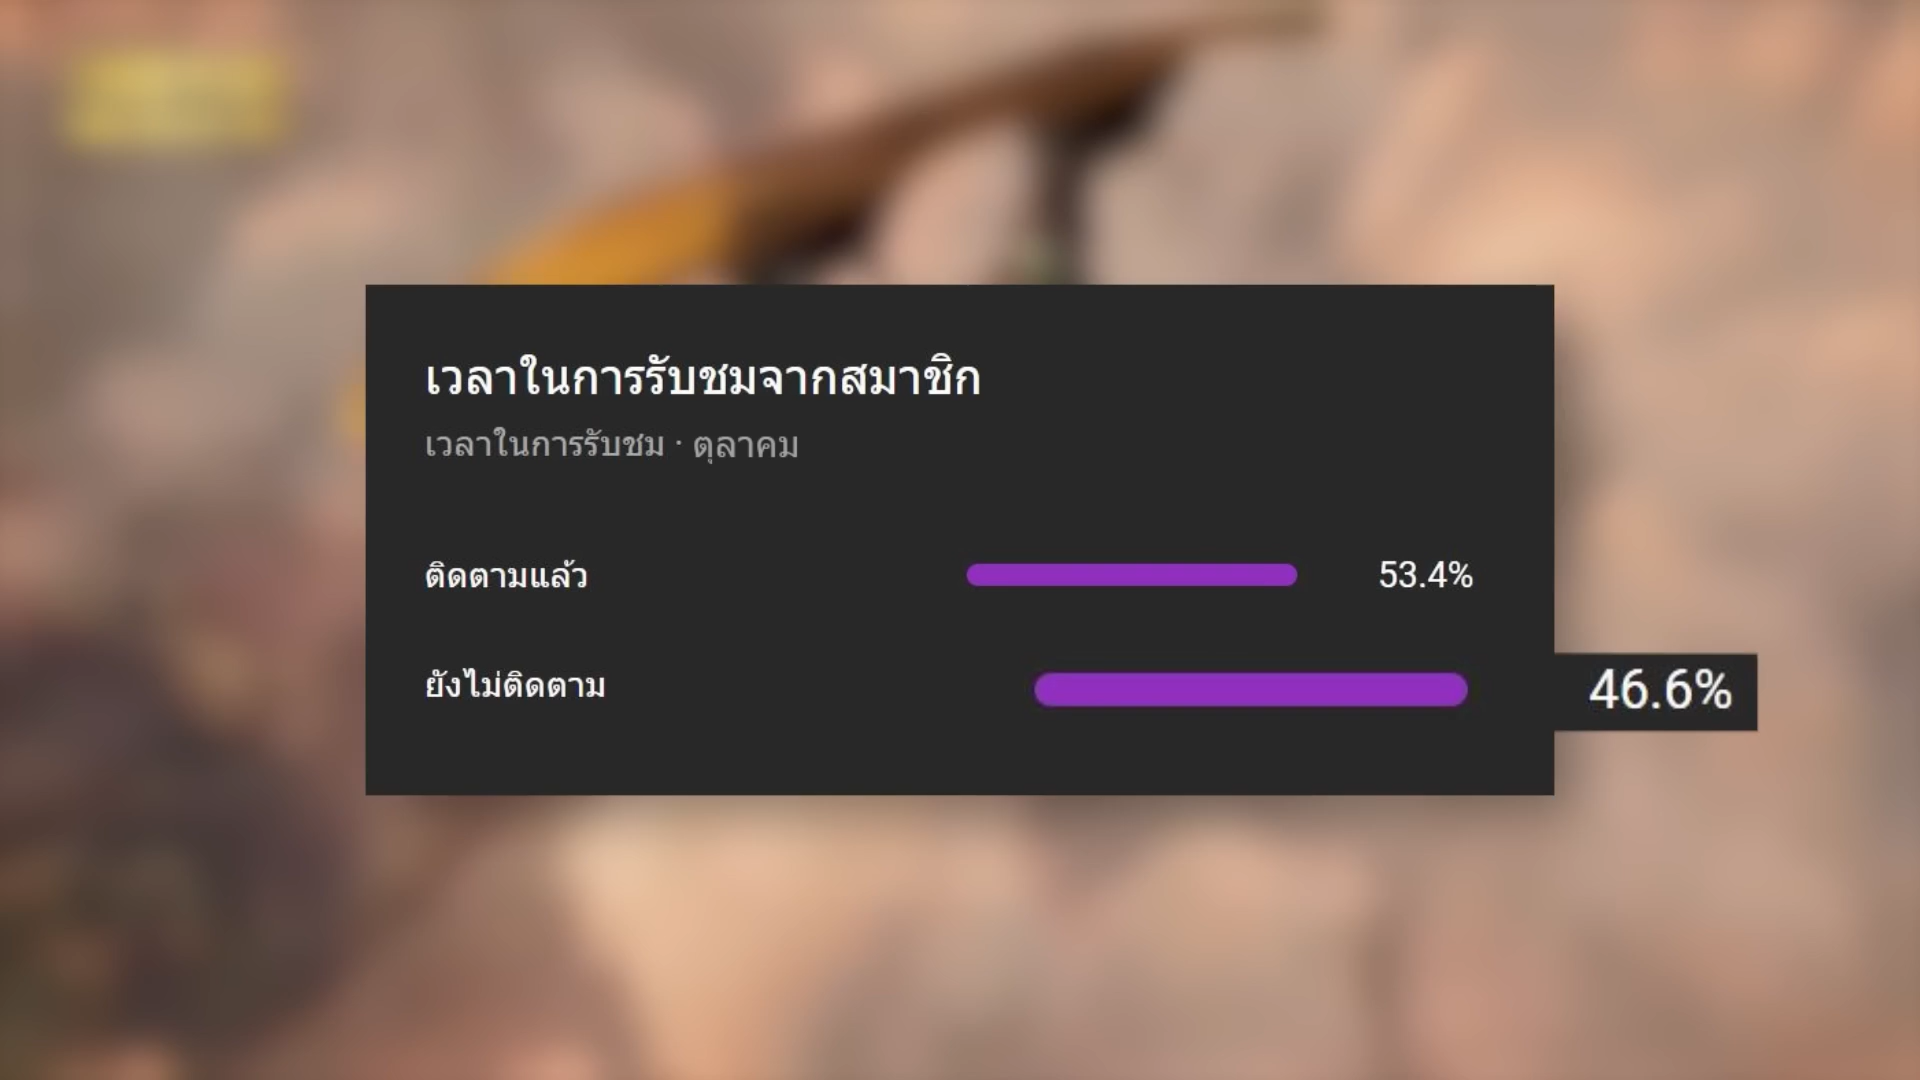 เวลาในการรับชมจากสมาชิก
เวลาในการรับชม · ตุลาคม
ติดตามแล้ว 53.4%
ยังไม่ติดตาม 46.6%